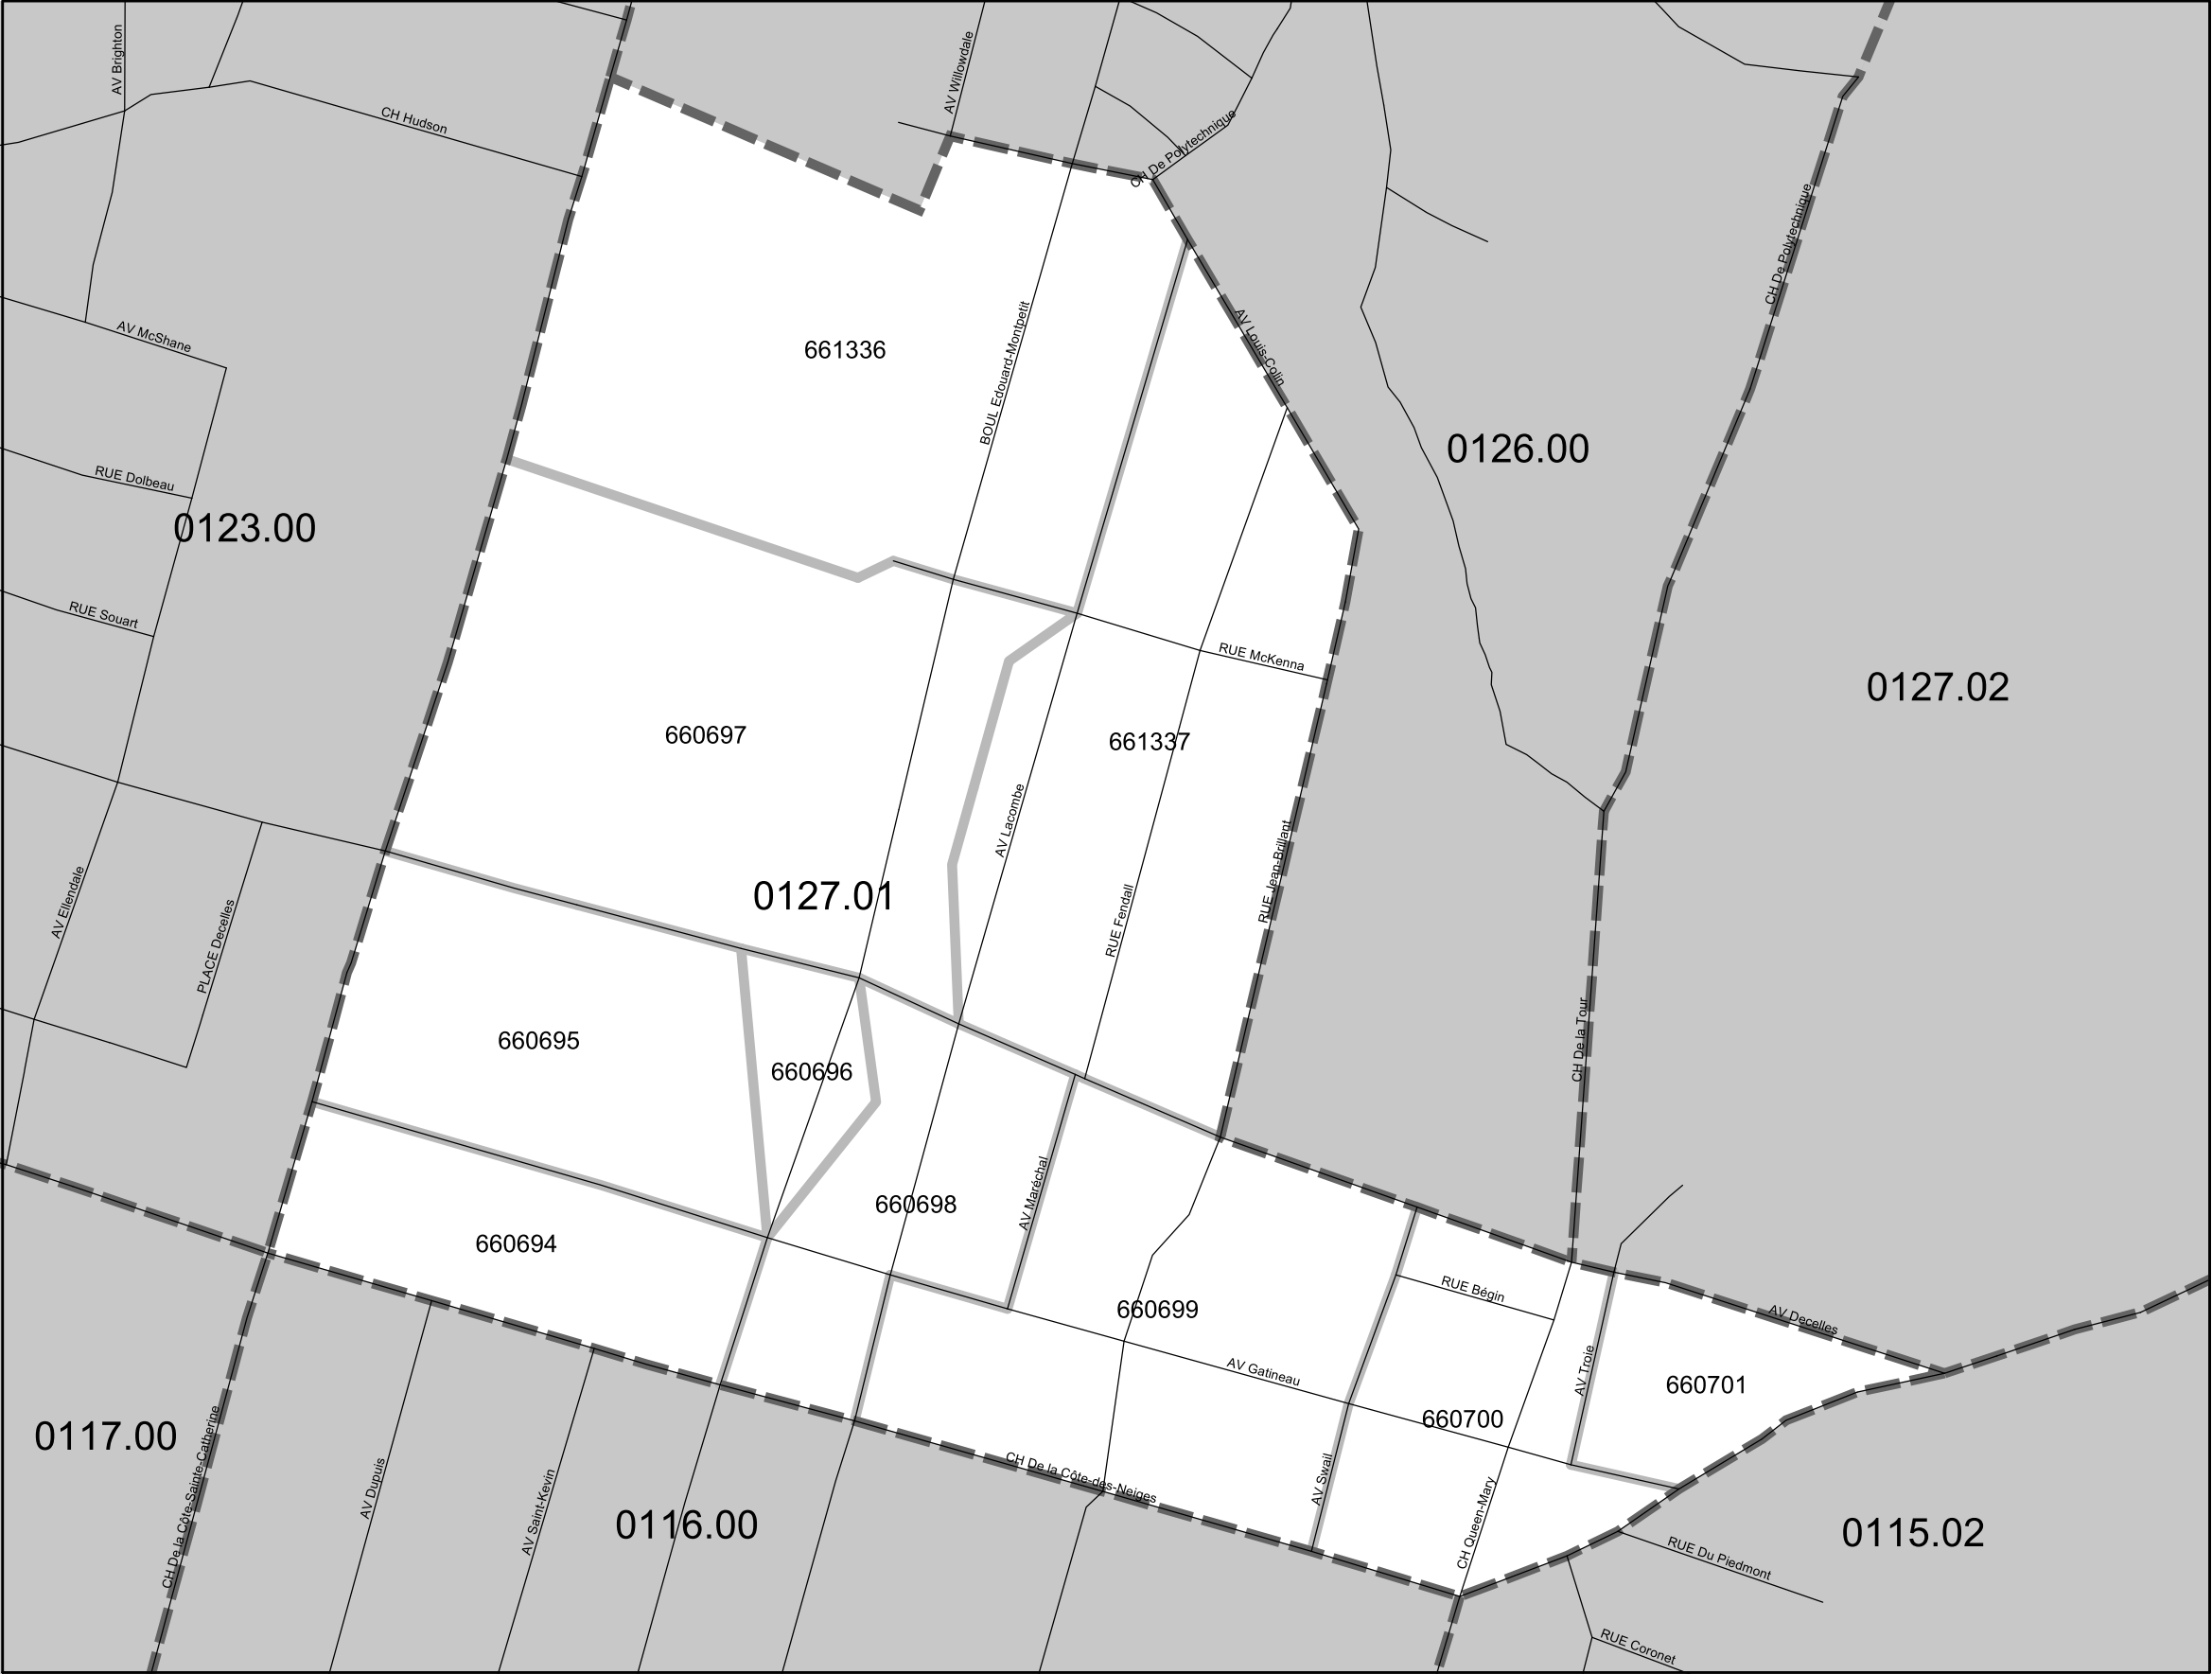 AV Brighton
CH Hudson
AV Willowdale
CH De Polytechnique
CH De Polytechnique
AV McShane
AV Louis-Colin
BOUL Edouard-Montpetit
661336
0126.00
RUE Dolbeau
0123.00
RUE Souart
RUE McKenna
0127.02
660697
661337
AV Lacombe
RUE Jean-Brillant
0127.01
AV Ellendale
PLACE Decelles
RUE Fendall
660695
CH De la Tour
660696
AV Maréchal
660698
660694
RUE Bégin
660699
AV Decelles
AV Gatineau
AV Troie
660701
660700
0117.00
CH De la Côte-Sainte-Catherine
AV Dupuis
AV Saint-Kevin
CH De la Côte-des-Neiges
AV Swail
CH Queen-Mary
0116.00
0115.02
RUE Du Piedmont
RUE Coronet